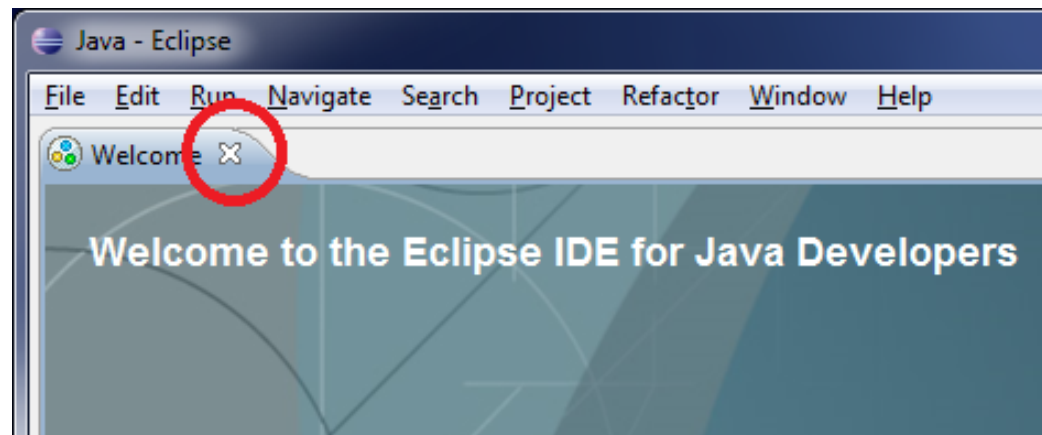 Java - Eclipse
File Edit Run Navigate Search Project Refactor Window Help
Welcome
Welcome to the Eclipse IDE for Java Developers